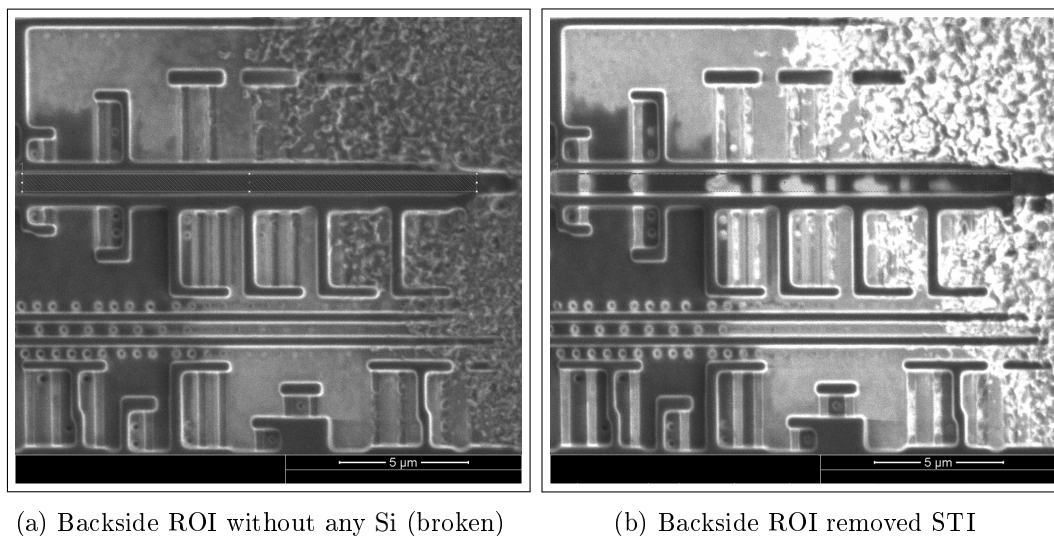 5 µm
5 µm
(a) Backside ROI without any Si (broken)
(b) Backside ROI removed STI